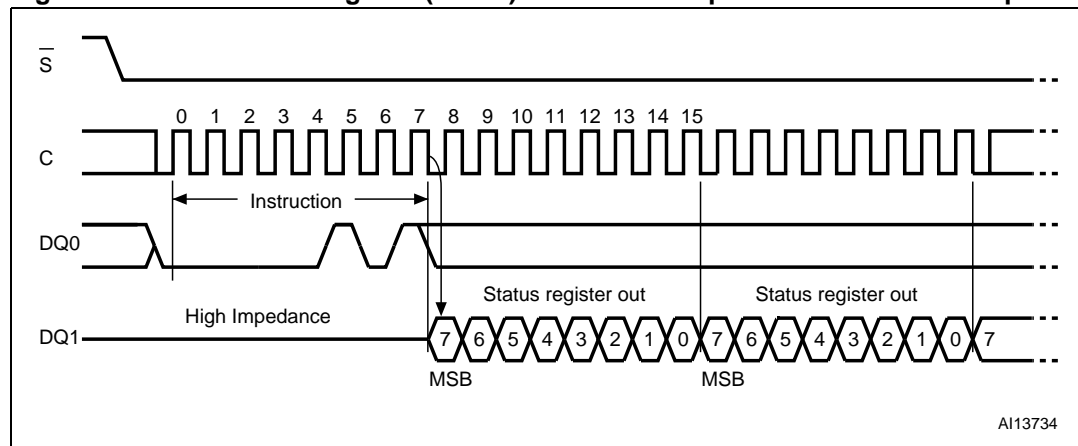 S
0 1 2 3 4 5 6 7 8 9 10 11 12 13 14 15
C
Instruction
DQ0
Status register out Status register out
High Impedance
DQ1 7 6 5 4 3 2 1 0 7 6 5 4 3 2 1 0 7
MSB MSB
AI13734